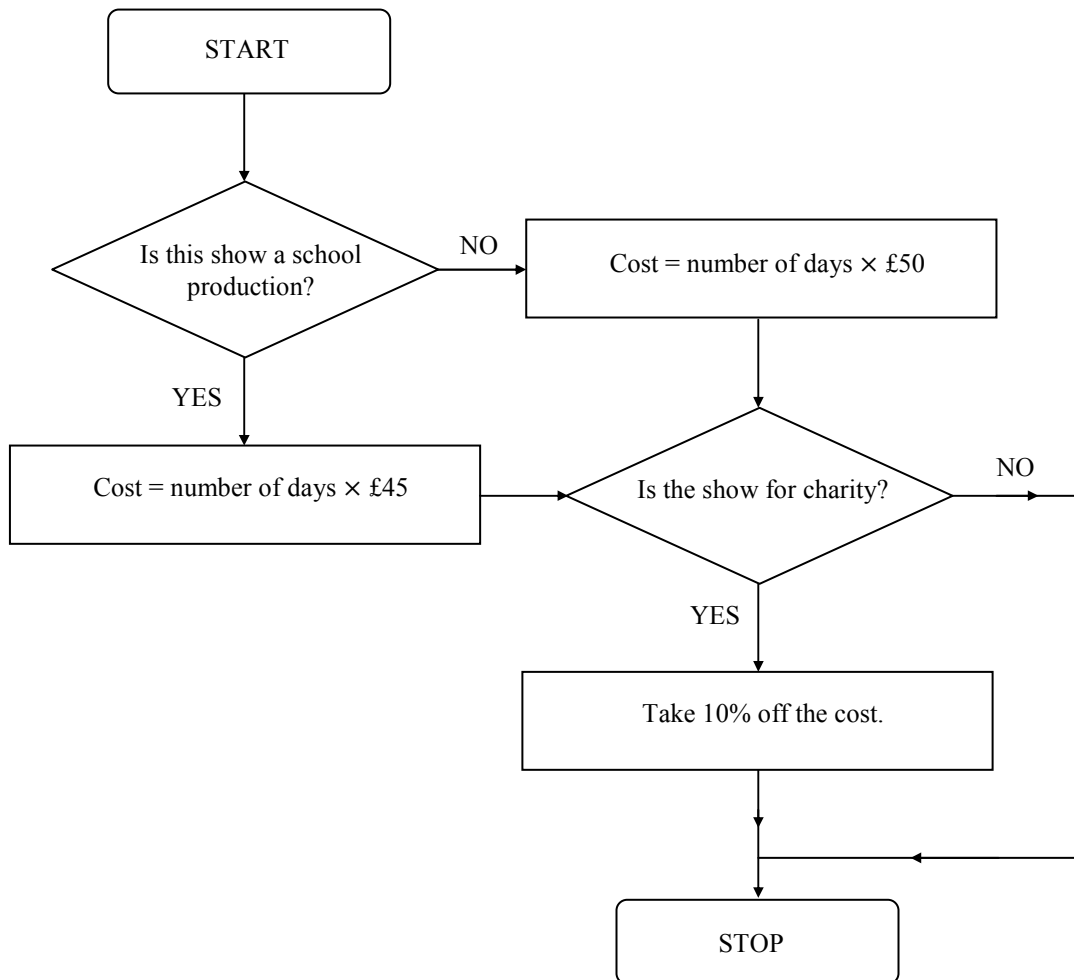 START
Is this show a school
production?
NO
Cost = number of days × £50
YES
Cost = number of days × £45
Is the show for charity?
NO
YES
Take 10% off the cost.
STOP